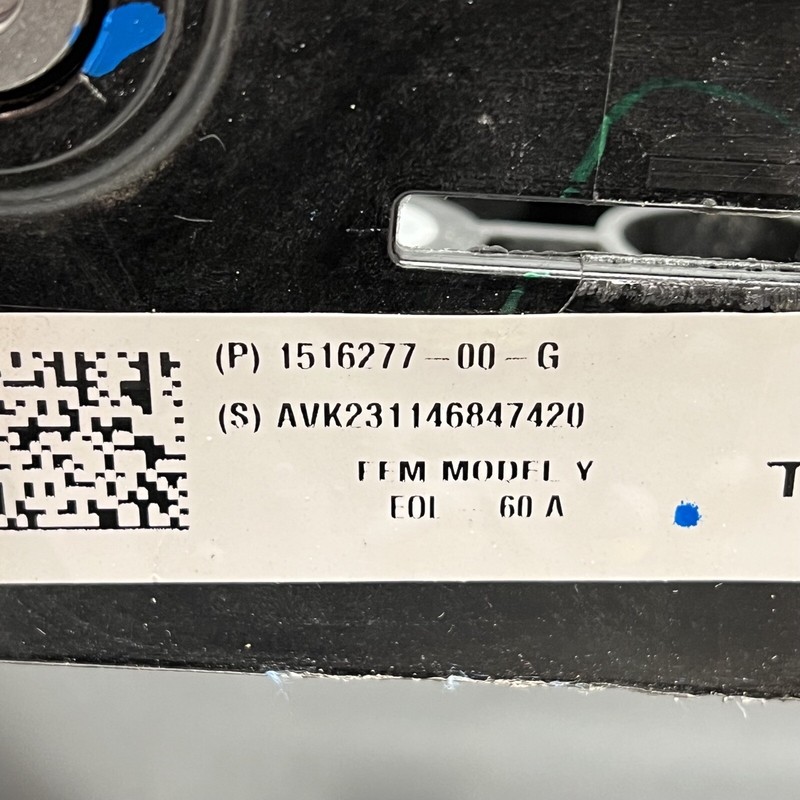 (P) 1516277-00-G
(S) AVK231146847420
FEM MODEL Y
EOL 60 A
T